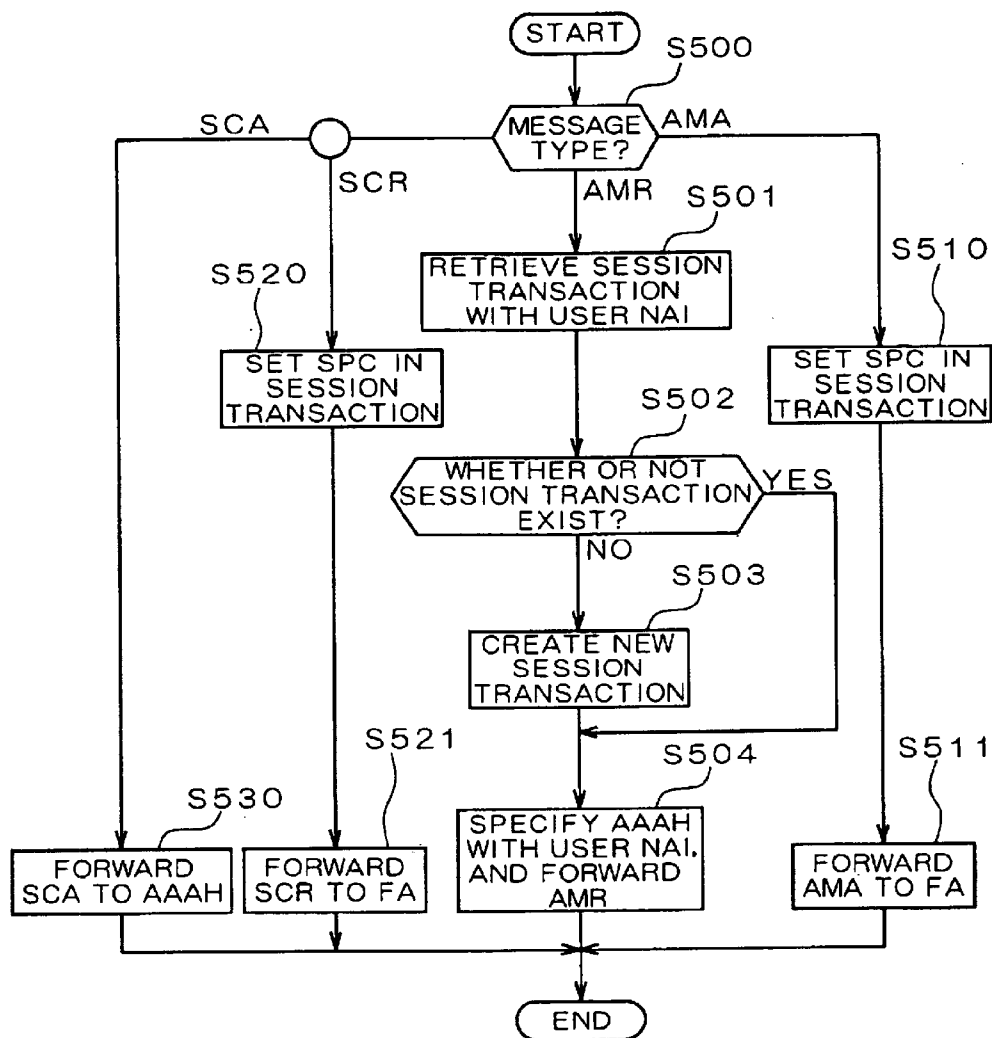 START
S500
MESSAGE
TYPE?
SCA
AMA
SCR
AMR
S501
RETRIEVE SESSION
TRANSACTION
WITH USER NAI
S510
S520
SET SPC IN
SESSION
TRANSACTION
SET SPC IN
SESSION
TRANSACTION
S502
WHETHER OR NOT
SESSION TRANSACTION
EXIST?
YES
NO
S503
CREATE NEW
SESSION
TRANSACTION
S521
S504
S511
S530
SPECIFY AAAH
WITH USER NAI.
AND FORWARD
AMR
FORWARD
SCA TO AAAH
FORWARD
SCR TO FA
FORWARD
AMA TO FA
END